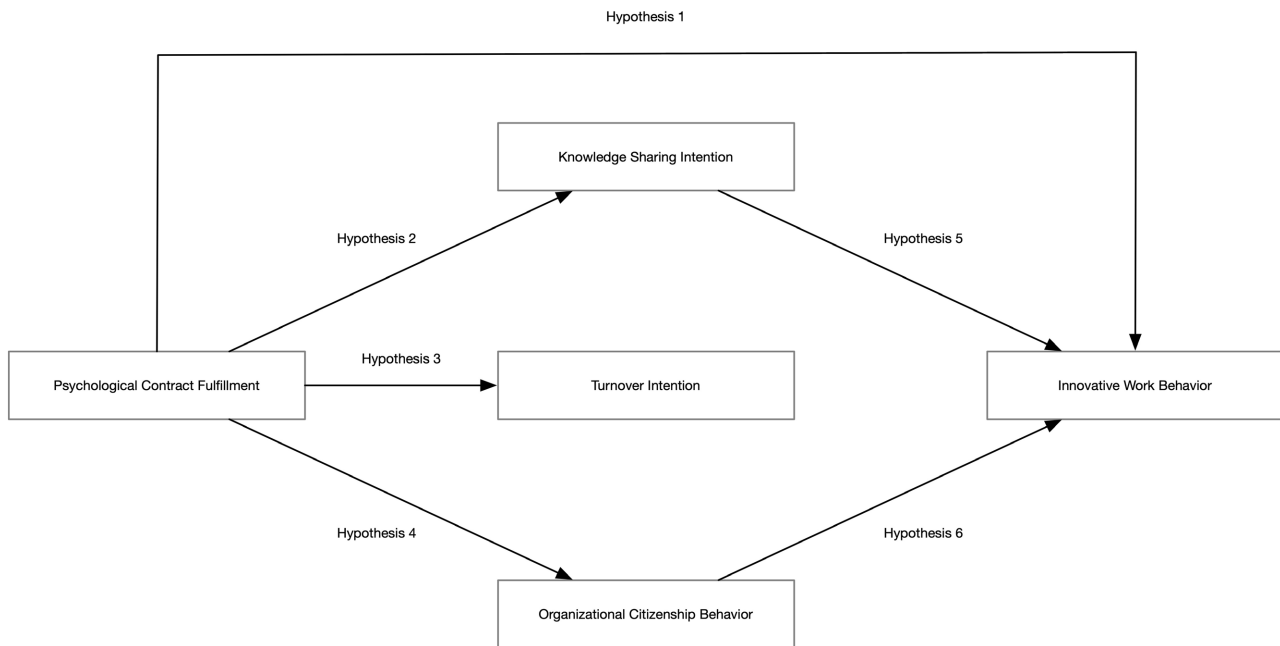 Hypothesis 1
Knowledge Sharing Intention
Hypothesis 2
Hypothesis 5
Hypothesis 3
Psychological Contract Fulfillment
Turnover Intention
Innovative Work Behavior
Hypothesis 4
Hypothesis 6
Organizational Citizenship Behavior